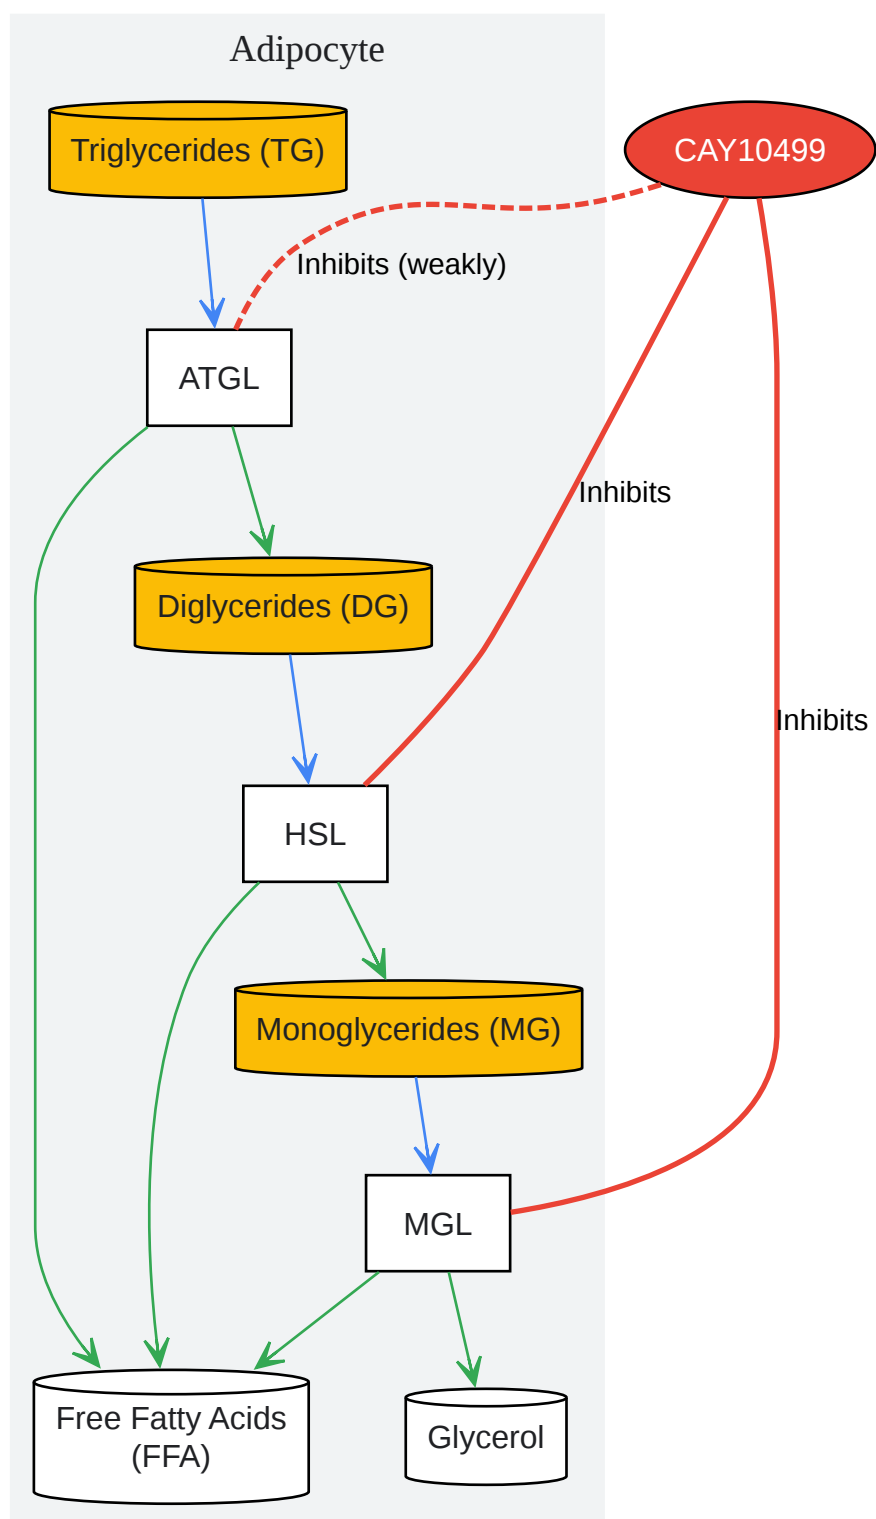 Adipocyte
Triglycerides (TG)
CAY10499
Inhibits (weakly)
ATGL
Inhibits
Diglycerides (DG)
Inhibits
HSL
Monoglycerides (MG)
MGL
Free Fatty Acids
(FFA)
Glycerol